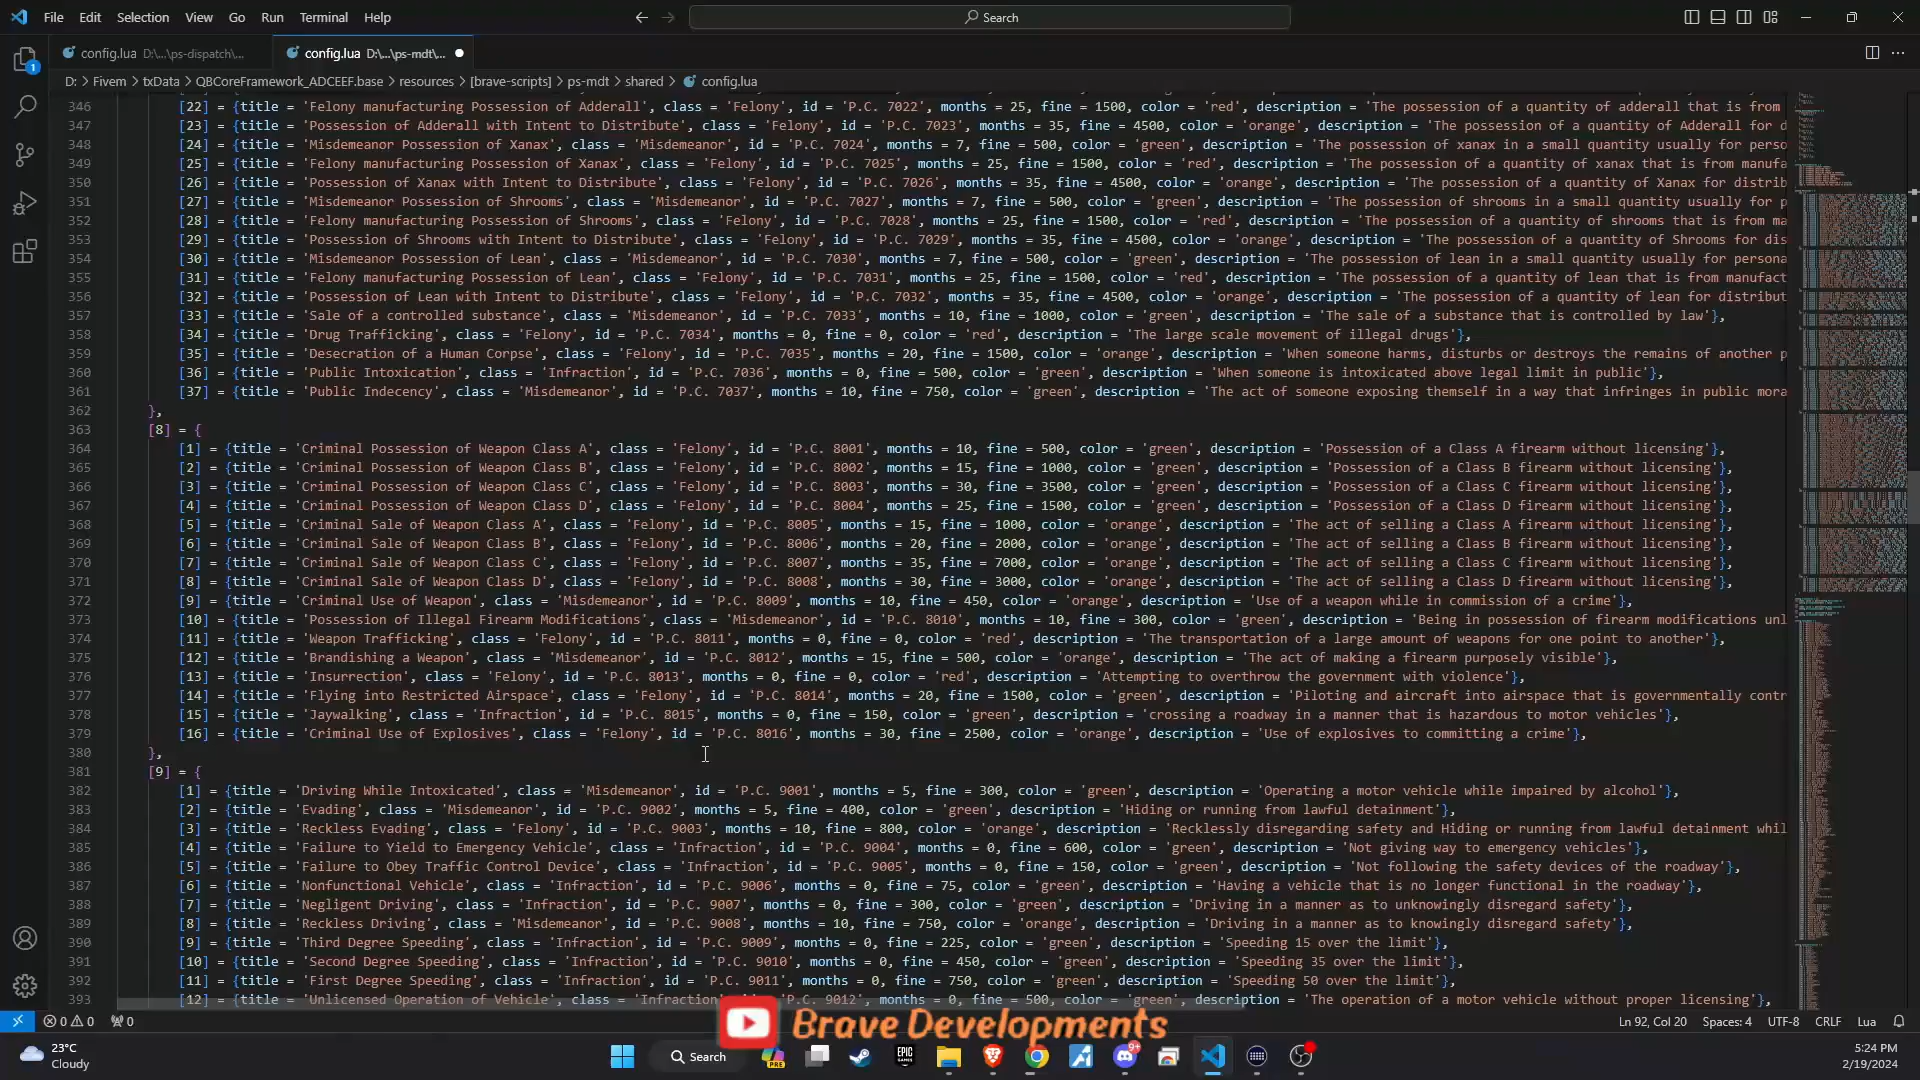 File Edit Selection View Go Run Terminal Help Search
config.lua D:\...\ps-dispatch\... config.lua D:\...\ps-mdt\...
D: > Fivem > txData > QBCoreFramework_ADCEEF.base > resources > [brave-scripts] > ps-mdt > shared > config.lua
346 [22] = {title = 'Felony manufacturing Possession of Adderall', class = 'Felony', id = 'P.C. 7022', months = 25, fine = 1500, color = 'red', description = 'The possession of a quantity of adderall that is from
347 [23] = {title = 'Possession of Adderall with Intent to Distribute', class = 'Felony', id = 'P.C. 7023', months = 35, fine = 4500, color = 'orange', description = 'The possession of a quantity of Adderall for d
348 [24] = {title = 'Misdemeanor Possession of Xanax', class = 'Misdemeanor', id = 'P.C. 7024', months = 7, fine = 500, color = 'green', description = 'The possession of xanax in a small quantity usually for perso
349 [25] = {title = 'Felony manufacturing Possession of Xanax', class = 'Felony', id = 'P.C. 7025', months = 25, fine = 1500, color = 'red', description = 'The possession of a quantity of xanax that is from manufa
350 [26] = {title = 'Possession of Xanax with Intent to Distribute', class = 'Felony', id = 'P.C. 7026', months = 35, fine = 4500, color = 'orange', description = 'The possession of a quantity of Xanax for distrib
351 [27] = {title = 'Misdemeanor Possession of Shrooms', class = 'Misdemeanor', id = 'P.C. 7027', months = 7, fine = 500, color = 'green', description = 'The possession of shrooms in a small quantity usually for p
352 [28] = {title = 'Felony manufacturing Possession of Shrooms', class = 'Felony', id = 'P.C. 7028', months = 25, fine = 1500, color = 'red', description = 'The possession of a quantity of shrooms that is from ma
353 [29] = {title = 'Possession of Shrooms with Intent to Distribute', class = 'Felony', id = 'P.C. 7029', months = 35, fine = 4500, color = 'orange', description = 'The possession of a quantity of Shrooms for dis
354 [30] = {title = 'Misdemeanor Possession of Lean', class = 'Misdemeanor', id = 'P.C. 7030', months = 7, fine = 500, color = 'green', description = 'The possession of lean in a small quantity usually for persona
355 [31] = {title = 'Felony manufacturing Possession of Lean', class = 'Felony', id = 'P.C. 7031', months = 25, fine = 1500, color = 'red', description = 'The possession of a quantity of lean that is from manufact
356 [32] = {title = 'Possession of Lean with Intent to Distribute', class = 'Felony', id = 'P.C. 7032', months = 35, fine = 4500, color = 'orange', description = 'The possession of a quantity of lean for distribut
357 [33] = {title = 'Sale of a controlled substance', class = 'Misdemeanor', id = 'P.C. 7033', months = 10, fine = 1000, color = 'green', description = 'The sale of a substance that is controlled by law'},
358 [34] = {title = 'Drug Trafficking', class = 'Felony', id = 'P.C. 7034', months = 0, fine = 0, color = 'red', description = 'The large scale movement of illegal drugs'},
359 [35] = {title = 'Desecration of a Human Corpse', class = 'Felony', id = 'P.C. 7035', months = 20, fine = 1500, color = 'orange', description = 'When someone harms, disturbs or destroys the remains of another p
360 [36] = {title = 'Public Intoxication', class = 'Infraction', id = 'P.C. 7036', months = 0, fine = 500, color = 'green', description = 'When someone is intoxicated above legal limit in public'},
361 [37] = {title = 'Public Indecency', class = 'Misdemeanor', id = 'P.C. 7037', months = 10, fine = 750, color = 'green', description = 'The act of someone exposing themself in a way that infringes in public mora
362 },
363 [8] = {
364 [1] = {title = 'Criminal Possession of Weapon Class A', class = 'Felony', id = 'P.C. 8001', months = 10, fine = 500, color = 'green', description = 'Possession of a Class A firearm without licensing'},
365 [2] = {title = 'Criminal Possession of Weapon Class B', class = 'Felony', id = 'P.C. 8002', months = 15, fine = 1000, color = 'green', description = 'Possession of a Class B firearm without licensing'},
366 [3] = {title = 'Criminal Possession of Weapon Class C', class = 'Felony', id = 'P.C. 8003', months = 30, fine = 3500, color = 'green', description = 'Possession of a Class C firearm without licensing'},
367 [4] = {title = 'Criminal Possession of Weapon Class D', class = 'Felony', id = 'P.C. 8004', months = 25, fine = 1500, color = 'green', description = 'Possession of a Class D firearm without licensing'},
368 [5] = {title = 'Criminal Sale of Weapon Class A', class = 'Felony', id = 'P.C. 8005', months = 15, fine = 1000, color = 'orange', description = 'The act of selling a Class A firearm without licensing'},
369 [6] = {title = 'Criminal Sale of Weapon Class B', class = 'Felony', id = 'P.C. 8006', months = 20, fine = 2000, color = 'orange', description = 'The act of selling a Class B firearm without licensing'},
370 [7] = {title = 'Criminal Sale of Weapon Class C', class = 'Felony', id = 'P.C. 8007', months = 35, fine = 7000, color = 'orange', description = 'The act of selling a Class C firearm without licensing'},
371 [8] = {title = 'Criminal Sale of Weapon Class D', class = 'Felony', id = 'P.C. 8008', months = 30, fine = 3000, color = 'orange', description = 'The act of selling a Class D firearm without licensing'},
372 [9] = {title = 'Criminal Use of Weapon', class = 'Misdemeanor', id = 'P.C. 8009', months = 10, fine = 450, color = 'orange', description = 'Use of a weapon while in commission of a crime'},
373 [10] = {title = 'Possession of Illegal Firearm Modifications', class = 'Misdemeanor', id = 'P.C. 8010', months = 10, fine = 300, color = 'green', description = 'Being in possession of firearm modifications unl
374 [11] = {title = 'Weapon Trafficking', class = 'Felony', id = 'P.C. 8011', months = 0, fine = 0, color = 'red', description = 'The transportation of a large amount of weapons for one point to another'},
375 [12] = {title = 'Brandishing a Weapon', class = 'Misdemeanor', id = 'P.C. 8012', months = 15, fine = 500, color = 'orange', description = 'The act of making a firearm purposely visible'},
376 [13] = {title = 'Insurrection', class = 'Felony', id = 'P.C. 8013', months = 0, fine = 0, color = 'red', description = 'Attempting to overthrow the government with violence'},
377 [14] = {title = 'Flying into Restricted Airspace', class = 'Felony', id = 'P.C. 8014', months = 20, fine = 1500, color = 'green', description = 'Piloting and aircraft into airspace that is governmentally contr
378 [15] = {title = 'Jaywalking', class = 'Infraction', id = 'P.C. 8015', months = 0, fine = 150, color = 'green', description = 'crossing a roadway in a manner that is hazardous to motor vehicles'},
379 [16] = {title = 'Criminal Use of Explosives', class = 'Felony', id = 'P.C. 8016', months = 30, fine = 2500, color = 'orange', description = 'Use of explosives to committing a crime'},
380 },
381 [9] = {
382 [1] = {title = 'Driving While Intoxicated', class = 'Misdemeanor', id = 'P.C. 9001', months = 5, fine = 300, color = 'green', description = 'Operating a motor vehicle while impaired by alcohol'},
383 [2] = {title = 'Evading', class = 'Misdemeanor', id = 'P.C. 9002', months = 5, fine = 400, color = 'green', description = 'Hiding or running from lawful detainment'},
384 [3] = {title = 'Reckless Evading', class = 'Felony', id = 'P.C. 9003', months = 10, fine = 800, color = 'orange', description = 'Recklessly disregarding safety and Hiding or running from lawful detainment whil
385 [4] = {title = 'Failure to Yield to Emergency Vehicle', class = 'Infraction', id = 'P.C. 9004', months = 0, fine = 600, color = 'green', description = 'Not giving way to emergency vehicles'},
386 [5] = {title = 'Failure to Obey Traffic Control Device', class = 'Infraction', id = 'P.C. 9005', months = 0, fine = 150, color = 'green', description = 'Not following the safety devices of the roadway'},
387 [6] = {title = 'Nonfunctional Vehicle', class = 'Infraction', id = 'P.C. 9006', months = 0, fine = 75, color = 'green', description = 'Having a vehicle that is no longer functional in the roadway'},
388 [7] = {title = 'Negligent Driving', class = 'Infraction', id = 'P.C. 9007', months = 0, fine = 300, color = 'green', description = 'Driving in a manner as to unknowingly disregard safety'},
389 [8] = {title = 'Reckless Driving', class = 'Misdemeanor', id = 'P.C. 9008', months = 10, fine = 750, color = 'orange', description = 'Driving in a manner as to knowingly disregard safety'},
390 [9] = {title = 'Third Degree Speeding', class = 'Infraction', id = 'P.C. 9009', months = 0, fine = 225, color = 'green', description = 'Speeding 15 over the limit'},
391 [10] = {title = 'Second Degree Speeding', class = 'Infraction', id = 'P.C. 9010', months = 0, fine = 450, color = 'green', description = 'Speeding 35 over the limit'},
392 [11] = {title = 'First Degree Speeding', class = 'Infraction', id = 'P.C. 9011', months = 0, fine = 750, color = 'green', description = 'Speeding 50 over the limit'},
393 [12] = {title = 'Unlicensed Operation of Vehicle', class = 'Infraction', id = 'P.C. 9012', months = 0, fine = 500, color = 'green', description = 'The operation of a motor vehicle without proper licensing'},
0 0 0 Ln 92, Col 20 Spaces: 4 UTF-8 CRLF Lua
Brave Developments
23°C
Cloudy
Search
PRE
EPIC GAMES
9+
5:24 PM
2/19/2024